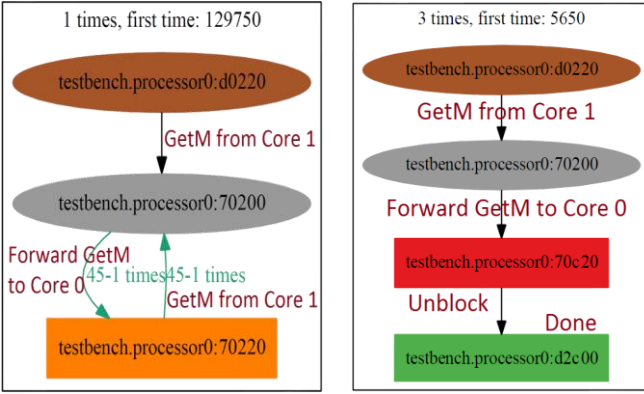 1 times, first time: 129750
testbench.processor0:d0220
GetM from Core 1
testbench.processor0:70200
Forward GetM
to Core 0
45-1 times
45-1 times
GetM from Core 1
testbench.processor0:70220
3 times, first time: 5650
testbench.processor0:d0220
GetM from Core 1
testbench.processor0:70200
Forward GetM to Core 0
testbench.processor0:70c20
Unblock
Done
testbench.processor0:d2c00